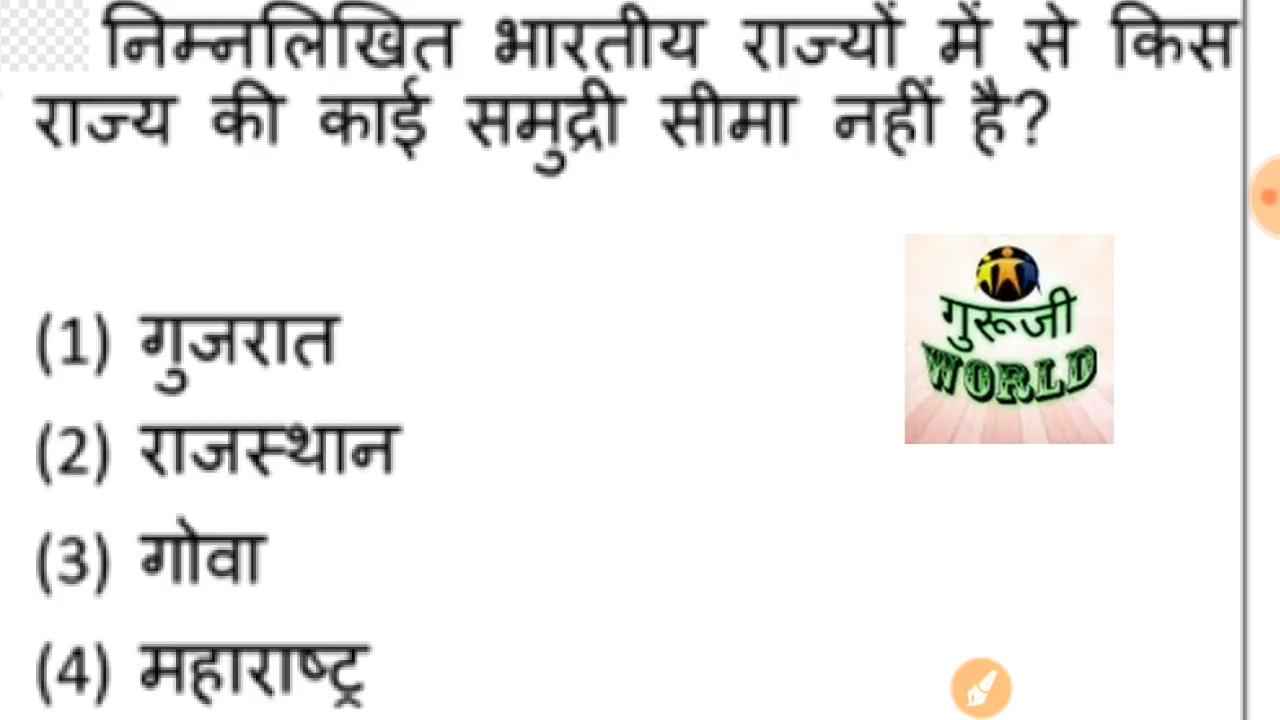 निम्नलिखित भारतीय राज्यों में से किस
राज्य की काई समुद्री सीमा नहीं है?
(1) गुजरात
गुरूजी
WORLD
(2) राजस्थान
(3) गोवा
(4) महाराष्ट्र